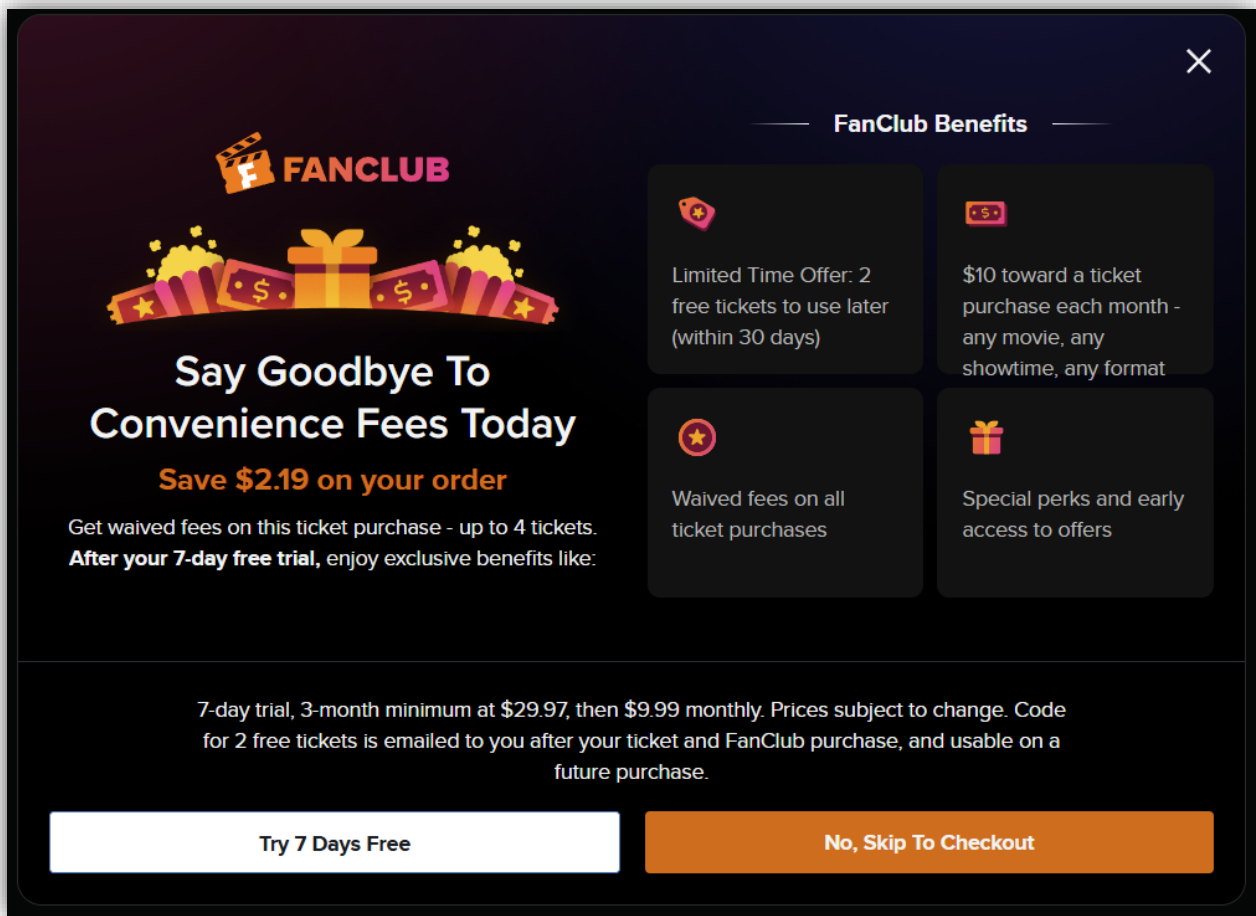 FANCLUB
Say Goodbye To
Convenience Fees Today
Save $2.19 on your order
Get waived fees on this ticket purchase - up to 4 tickets.
After your 7-day free trial, enjoy exclusive benefits like:
FanClub Benefits
Limited Time Offer: 2
free tickets to use later
(within 30 days)
$10 toward a ticket
purchase each month -
any movie, any
showtime, any format
Waived fees on all
ticket purchases
Special perks and early
access to offers
7-day trial, 3-month minimum at $29.97, then $9.99 monthly. Prices subject to change. Code
for 2 free tickets is emailed to you after your ticket and FanClub purchase, and usable on a
future purchase.
Try 7 Days Free
No, Skip To Checkout